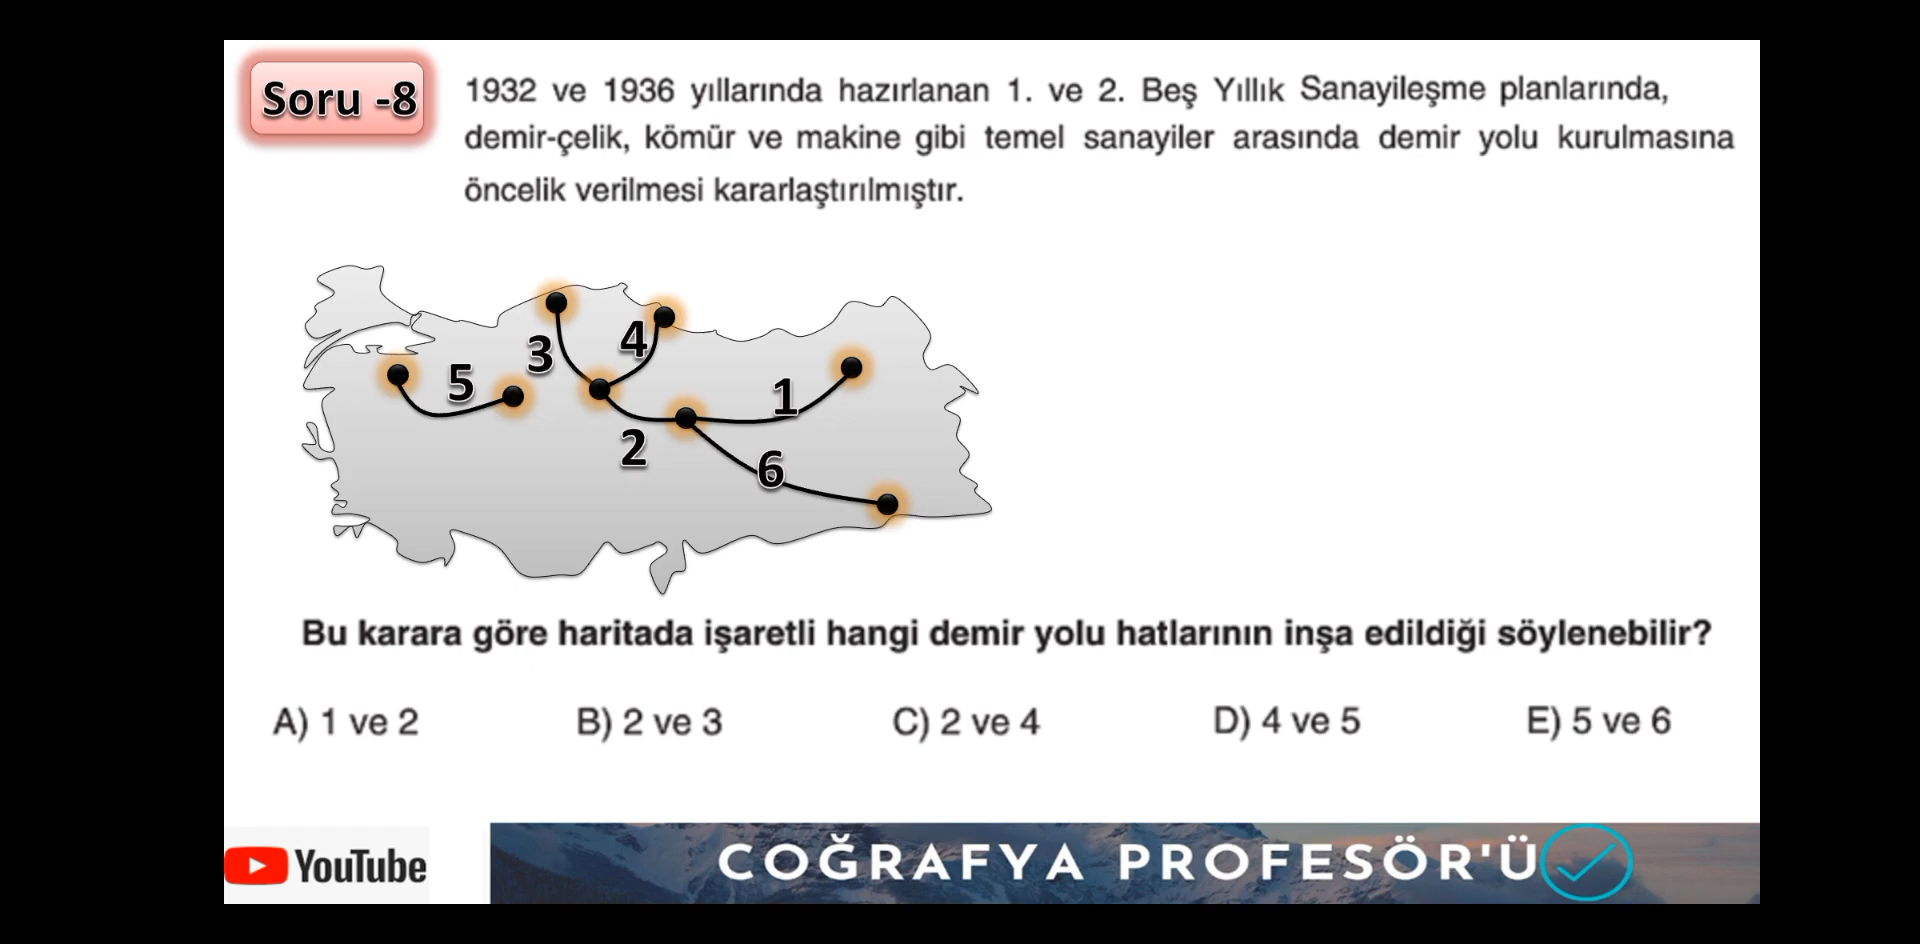 Soru -8
1932 ve 1936 yıllarında hazırlanan 1. ve 2. Beş Yıllık Sanayileşme planlarında,
demir-çelik, kömür ve makine gibi temel sanayiler arasında demir yolu kurulmasına
öncelik verilmesi kararlaştırılmıştır.
3
4
5
1
2
6
Bu karara göre haritada işaretli hangi demir yolu hatlarının inşa edildiği söylenebilir?
A) 1 ve 2
B) 2 ve 3
C) 2 ve 4
D) 4 ve 5
E) 5 ve 6
YouTube
COĞRAFYA PROFESÖR'Ü